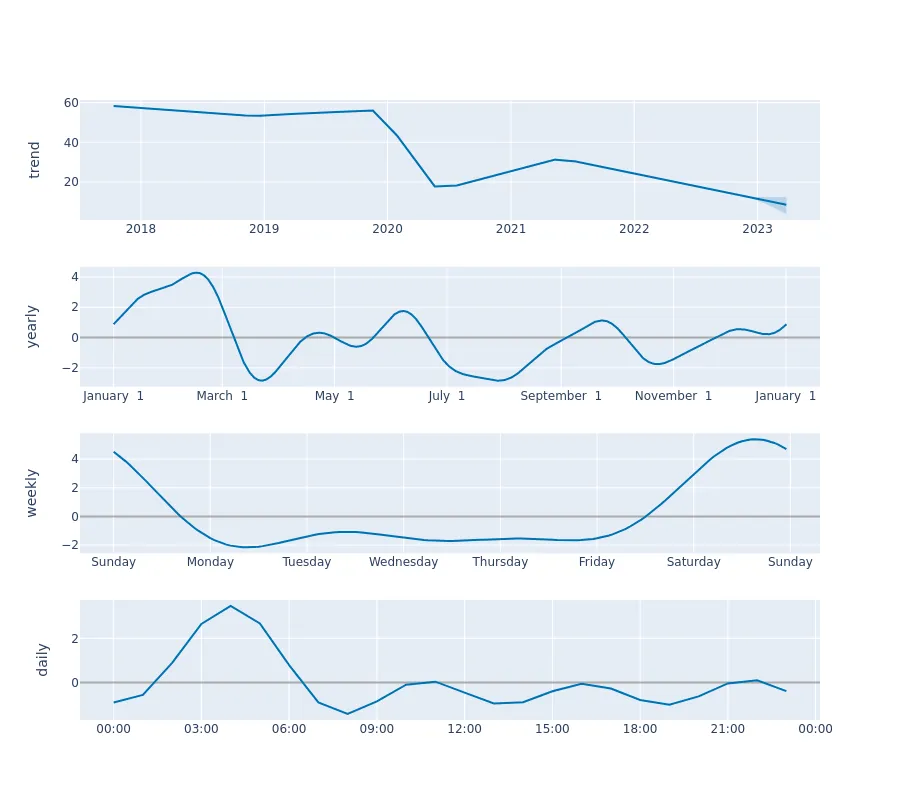 trend
60
40
20
2018 2019 2020 2021 2022 2023
yearly
4
2
0
−2
January 1 March 1 May 1 July 1 September 1 November 1 January 1
weekly
4
2
0
−2
Sunday Monday Tuesday Wednesday Thursday Friday Saturday Sunday
daily
2
0
00:00 03:00 06:00 09:00 12:00 15:00 18:00 21:00 00:00